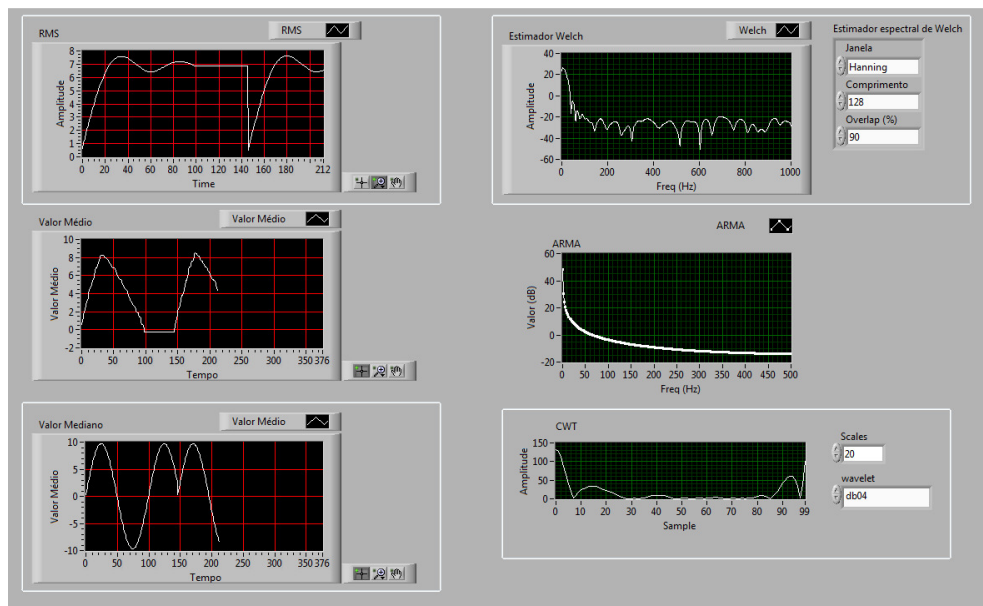 RMS
RMS
8
7
6
5
4
3
2
1
0
Amplitude
0 20 40 60 80 100 120 140 160 180 212
Time
Valor Médio
Valor Médio
10
8
6
4
2
0
-2
Valor Médio
0 50 100 150 200 250 300 350 376
Tempo
Valor Mediano
Valor Médio
10
5
0
-5
-10
Valor Médio
0 50 100 150 200 250 300 350 376
Tempo
Estimador Welch
Welch
40
20
0
-20
-40
-60
Amplitude
0 200 400 600 800 1000
Freq (Hz)
Estimador espectral de Welch
Janela
Hanning
Comprimento
128
Overlap (%)
90
ARMA
ARMA
60
40
20
0
-20
Valor (dB)
0 50 100 150 200 250 300 350 400 450 500
Freq (Hz)
CWT
150
100
50
0
Amplitude
0 10 20 30 40 50 60 70 80 90 99
Sample
Scales
20
wavelet
db04